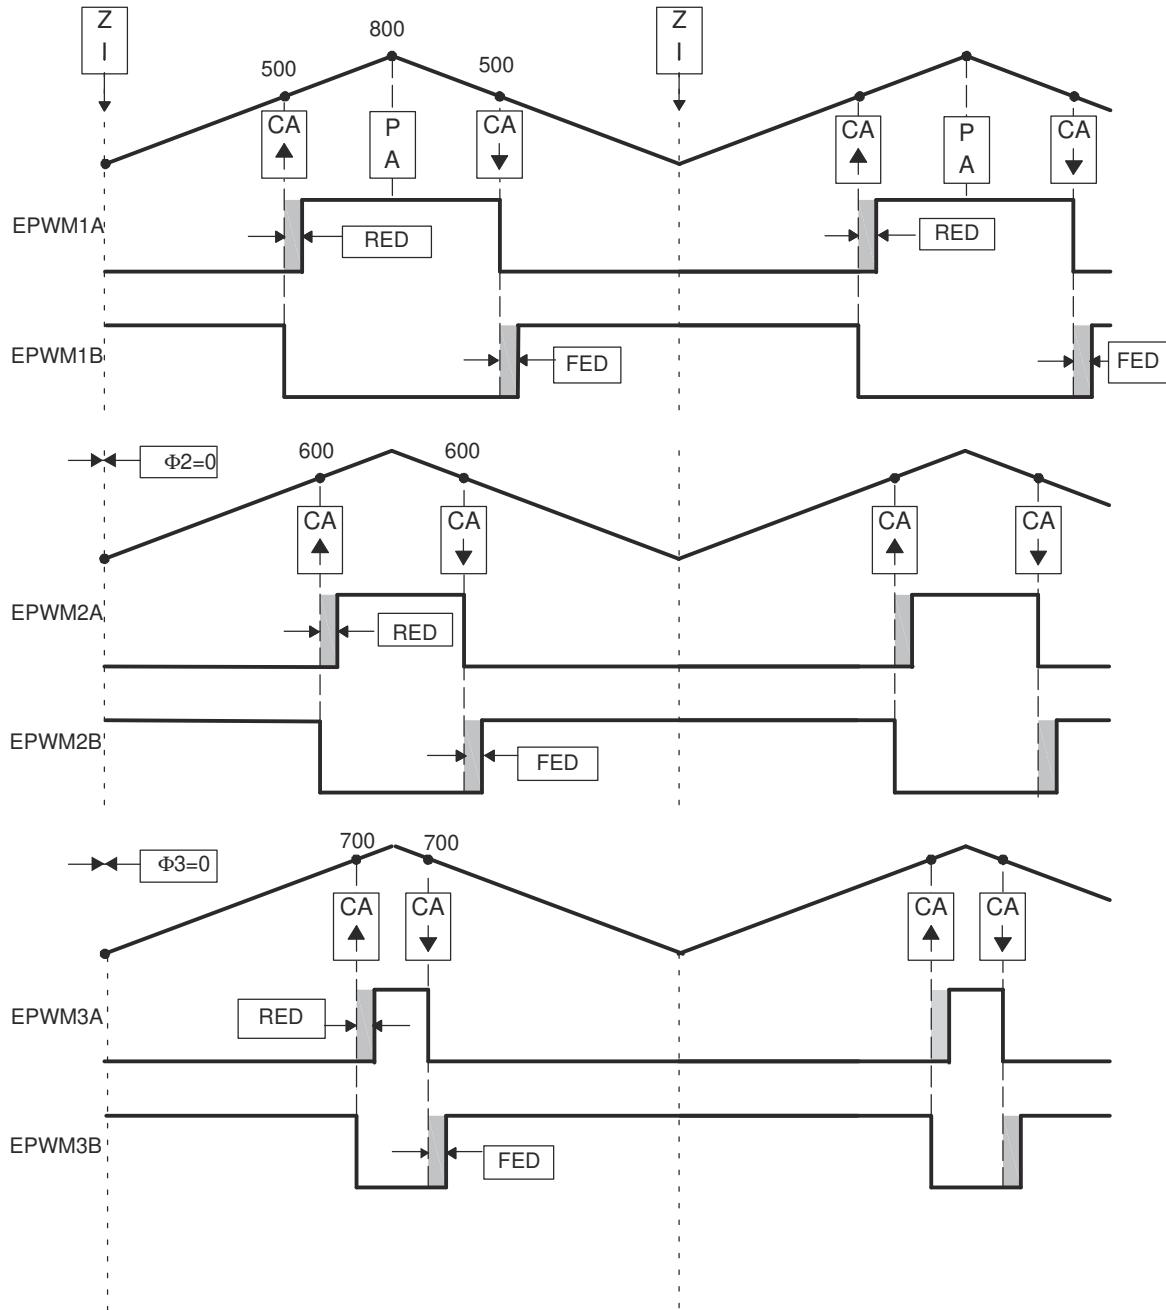 Z
I
800
Z
I
500
500
CA
P
A
CA
CA
P
A
CA
EPWM1A
RED
RED
EPWM1B
FED
FED
Φ2=0
600
600
CA
CA
CA
CA
EPWM2A
RED
EPWM2B
FED
Φ3=0
700
700
CA
CA
CA
CA
EPWM3A
RED
EPWM3B
FED